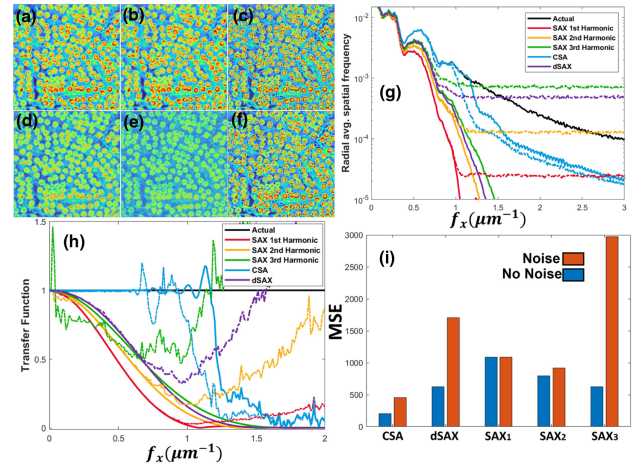 (a)
(b)
(c)
(d)
(e)
(f)
Radial avg. spatial frequency
10⁻²
10⁻³
10⁻⁴
10⁻⁵
(g)
Actual
SAX 1st Harmonic
SAX 2nd Harmonic
SAX 3rd Harmonic
CSA
dSAX
0 0.5 1 1.5 2 2.5 3
fₓ(μm⁻¹)
Transfer Function
1
0.5
0
(h)
Actual
SAX 1st Harmonic
SAX 2nd Harmonic
SAX 3rd Harmonic
CSA
dSAX
0 0.5 1 1.5 2
fₓ(μm⁻¹)
MSE
3000
2500
2000
1500
1000
500
0
Noise
No Noise
(i)
CSA dSAX SAX₁ SAX₂ SAX₃